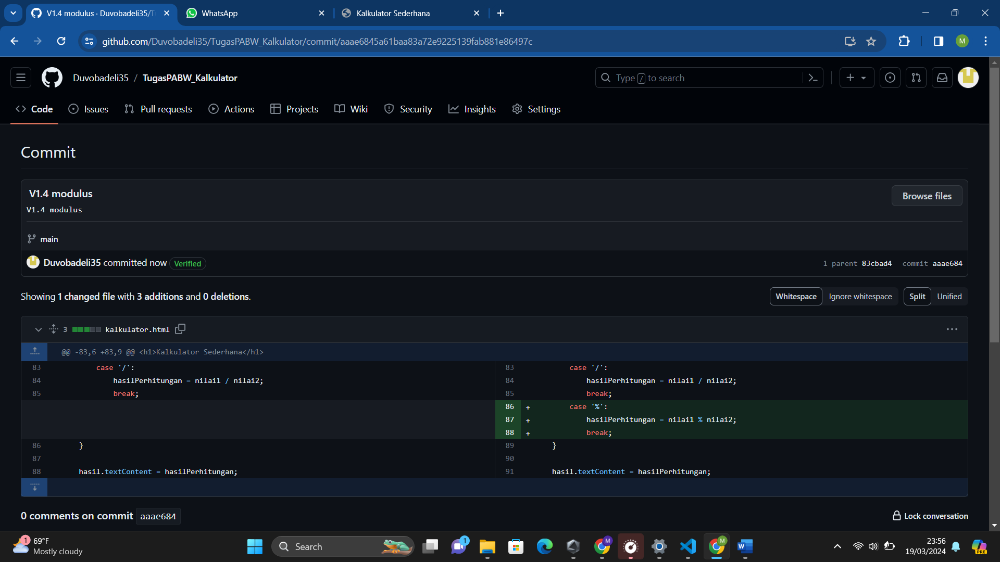 V1.4 modulus · Duvobadeli35/T
WhatsApp
Kalkulator Sederhana
github.com/Duvobadeli35/TugasPABW_Kalkulator/commit/aaae6845a61baa83a72e9225139fab881e86497c
M
Duvobadeli35 / TugasPABW_Kalkulator
Type / to search
Code
Issues
Pull requests
Actions
Projects
Wiki
Security
Insights
Settings
Commit
V1.4 modulus
Browse files
V1.4 modulus
main
Duvobadeli35 committed now Verified
1 parent 83cbad4 commit aaae684
Showing 1 changed file with 3 additions and 0 deletions.
Whitespace
Ignore whitespace
Split
Unified
3 kalkulator.html
@@ -83,6 +83,9 @@ <h1>Kalkulator Sederhana</h1>
83 case '/':
84 hasilPerhitungan = nilai1 / nilai2;
85 break;
86 }
87
88 hasil.textContent = hasilPerhitungan;
83 case '/':
84 hasilPerhitungan = nilai1 / nilai2;
85 break;
86 + case '%':
87 + hasilPerhitungan = nilai1 % nilai2;
88 + break;
89 }
90
91 hasil.textContent = hasilPerhitungan;
0 comments on commit aaae684
Lock conversation
1
69°F
Mostly cloudy
Search
1
M
M
W
23:56
19/03/2024
PRE